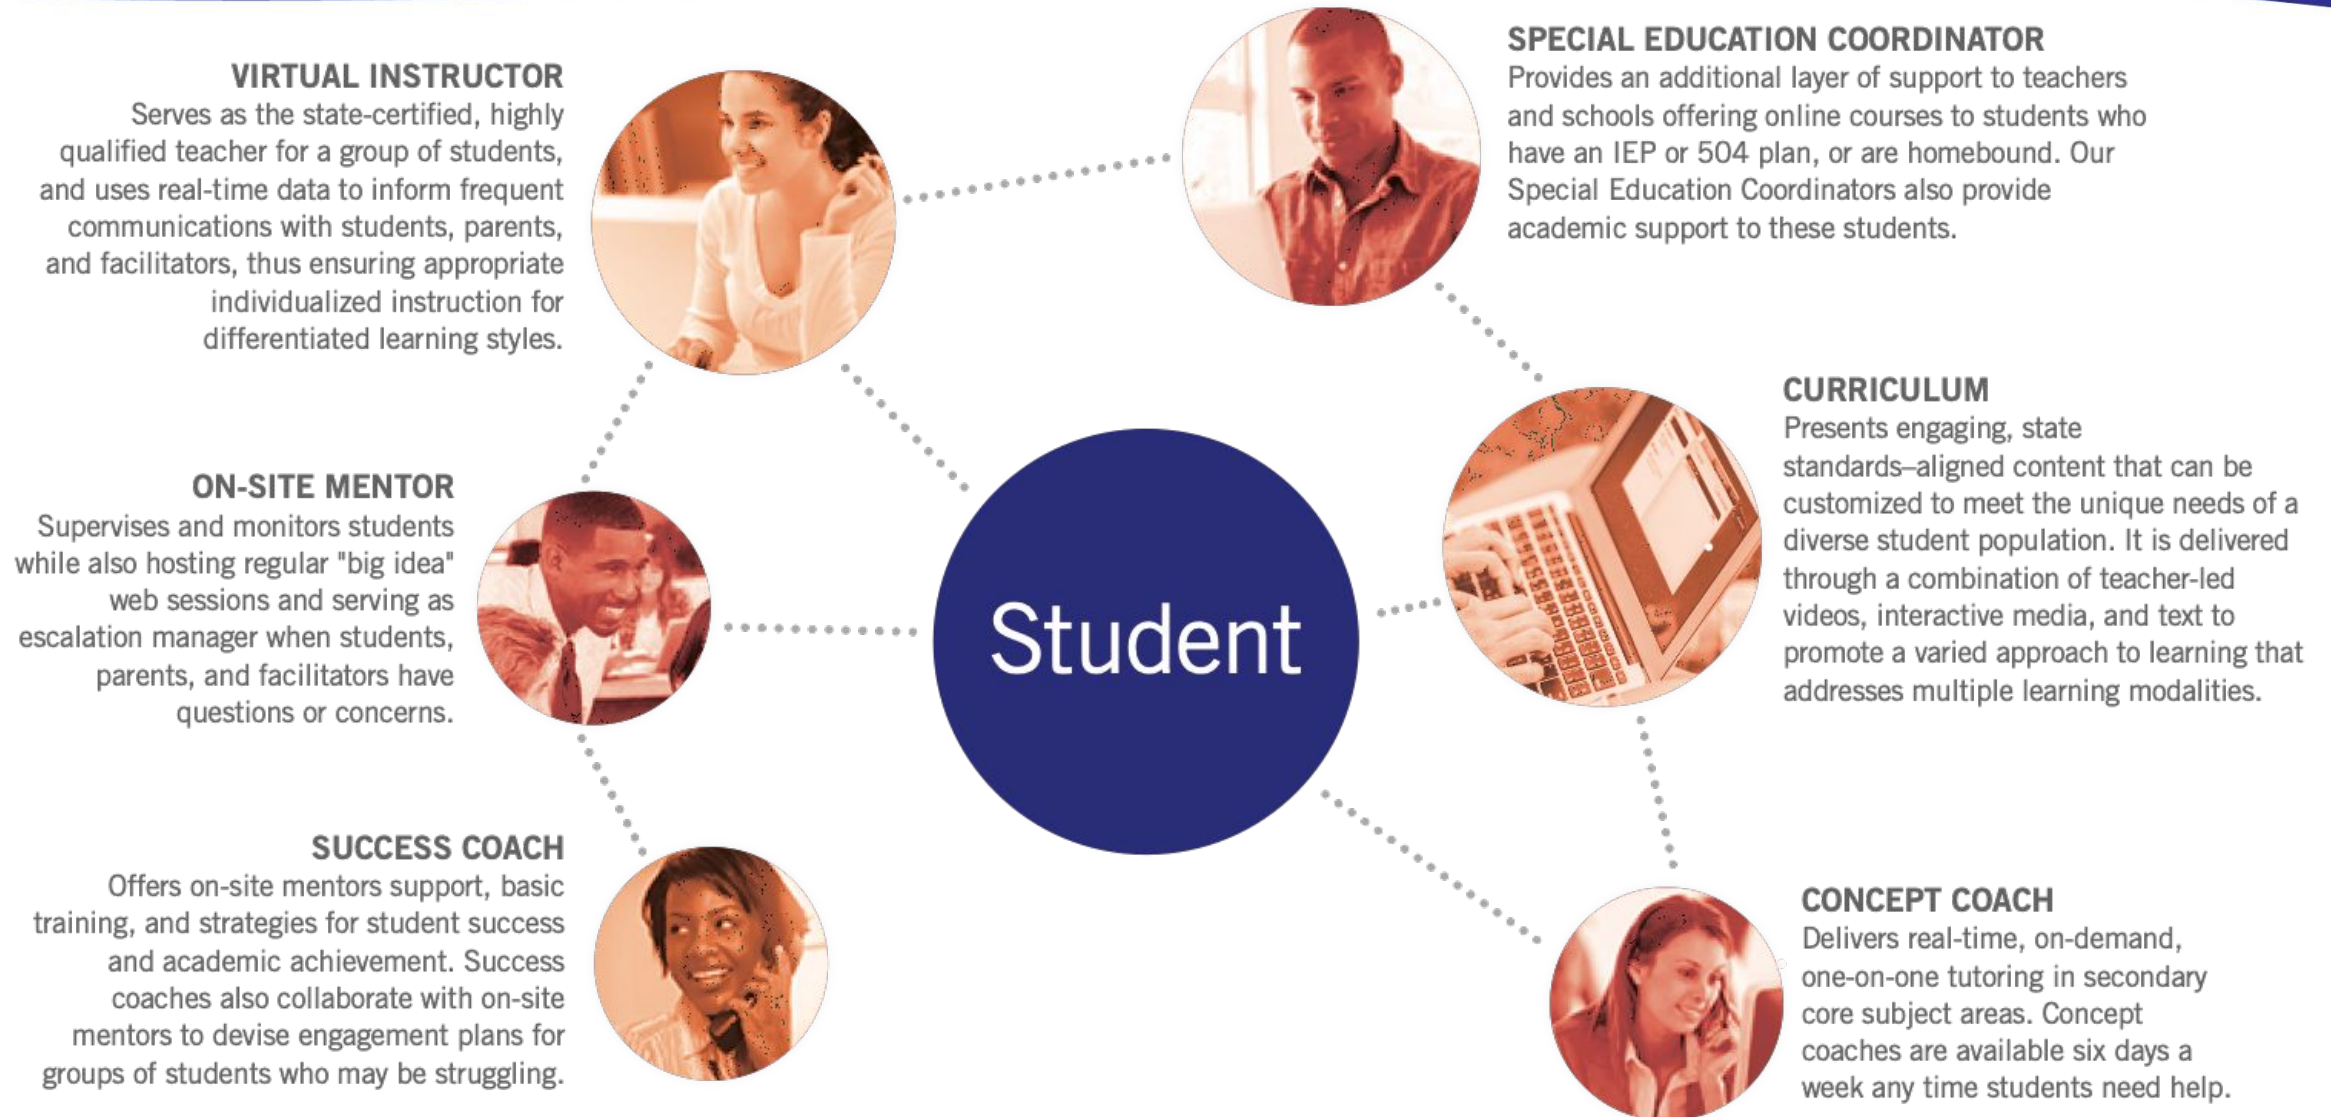 VIRTUAL INSTRUCTOR
Serves as the state-certified, highly
qualified teacher for a group of students,
and uses real-time data to inform frequent
communications with students, parents,
and facilitators, thus ensuring appropriate
individualized instruction for
differentiated learning styles.
SPECIAL EDUCATION COORDINATOR
Provides an additional layer of support to teachers
and schools offering online courses to students who
have an IEP or 504 plan, or are homebound. Our
Special Education Coordinators also provide
academic support to these students.
ON-SITE MENTOR
Supervises and monitors students
while also hosting regular "big idea"
web sessions and serving as
escalation manager when students,
parents, and facilitators have
questions or concerns.
Student
CURRICULUM
Presents engaging, state
standards–aligned content that can be
customized to meet the unique needs of a
diverse student population. It is delivered
through a combination of teacher-led
videos, interactive media, and text to
promote a varied approach to learning that
addresses multiple learning modalities.
SUCCESS COACH
Offers on-site mentors support, basic
training, and strategies for student success
and academic achievement. Success
coaches also collaborate with on-site
mentors to devise engagement plans for
groups of students who may be struggling.
CONCEPT COACH
Delivers real-time, on-demand,
one-on-one tutoring in secondary
core subject areas. Concept
coaches are available six days a
week any time students need help.